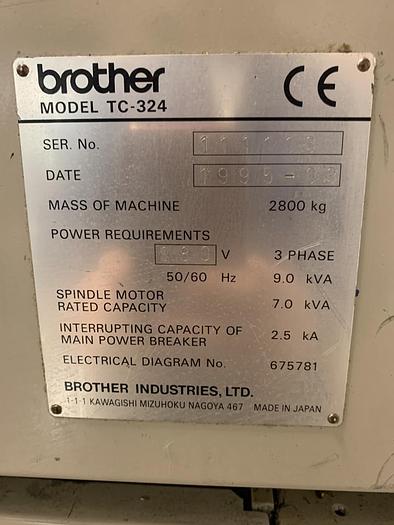 brother CE
MODEL TC-324
SER. No.
DATE 1995-03
MASS OF MACHINE 2800 kg
POWER REQUIREMENTS
V 3 PHASE
50/60 Hz 9.0 kVA
SPINDLE MOTOR
RATED CAPACITY 7.0 kVA
INTERRUPTING CAPACITY OF
MAIN POWER BREAKER 2.5 kA
ELECTRICAL DIAGRAM No. 675781
BROTHER INDUSTRIES, LTD.
1-1-1 KAWAGISHI MIZUHOKU NAGOYA 467 MADE IN JAPAN